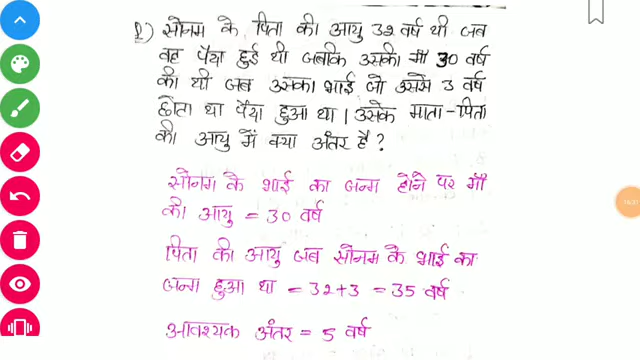 Q) सोनम के पिता की आयु 32 वर्ष थी जब
वह पैदा हुई थी जबकि उसकी माँ 30 वर्ष
की थी जब उसका भाई जो उससे 3 वर्ष
छोटा था पैदा हुआ था। उसके माता-पिता
की आयु में क्या अंतर है?
सोनम के भाई का जन्म होने पर माँ
की आयु = 30 वर्ष
पिता की आयु जब सोनम के भाई का
जन्म हुआ था = 32+3 = 35 वर्ष
आवश्यक अंतर = 5 वर्ष